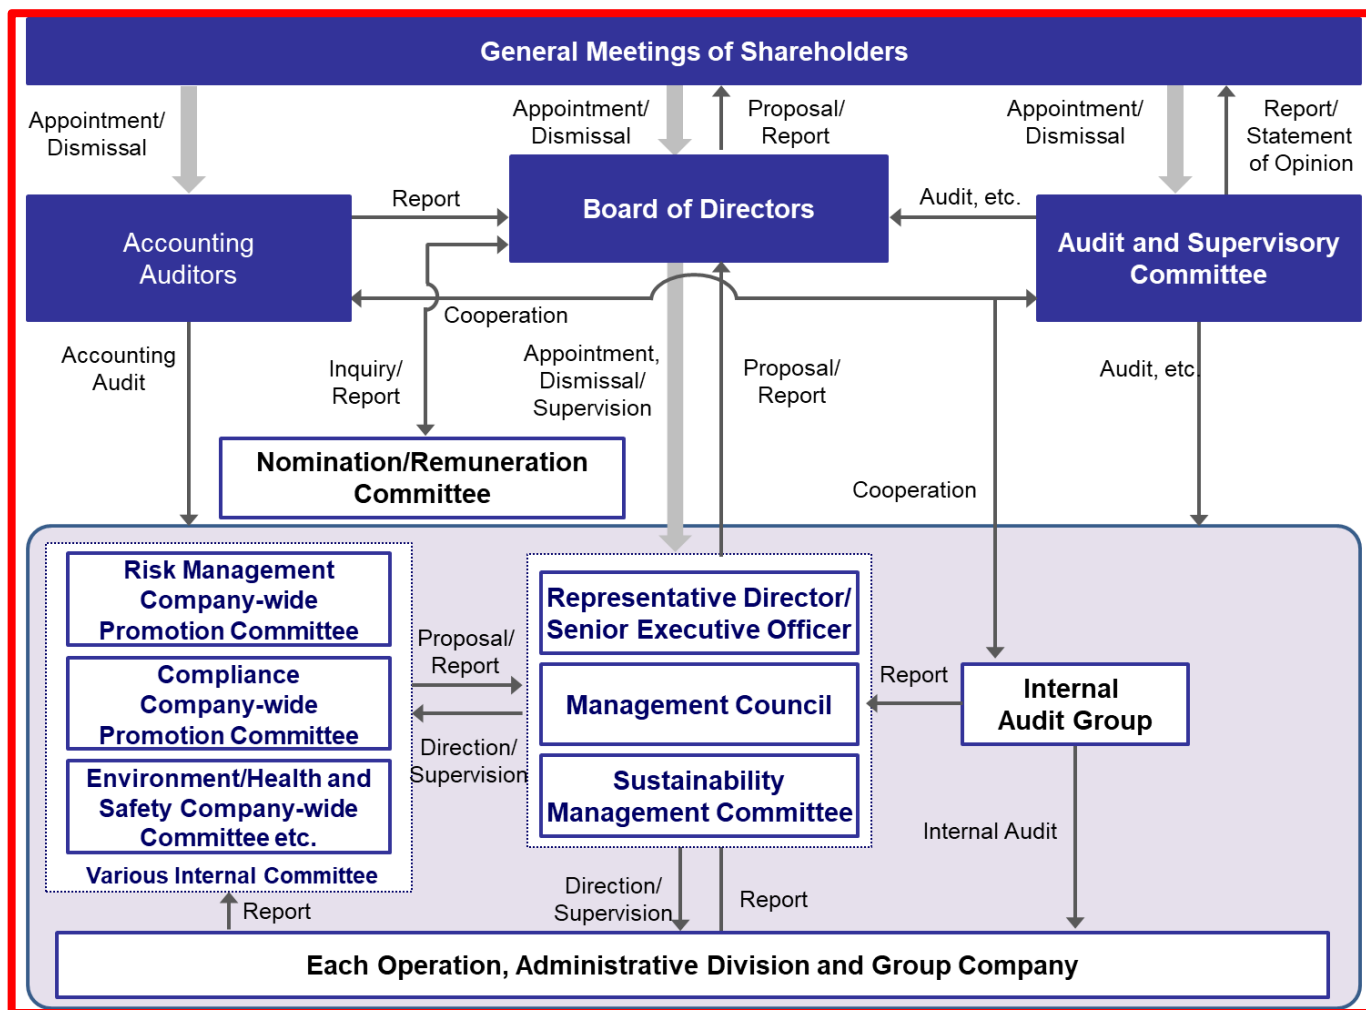 General Meetings of Shareholders
Appointment/
Dismissal
Appointment/
Dismissal
Proposal/
Report
Appointment/
Dismissal
Report/
Statement
of Opinion
Accounting
Auditors
Report
Board of Directors
Audit, etc.
Audit and Supervisory
Committee
Cooperation
Accounting
Audit
Inquiry/
Report
Appointment,
Dismissal/
Supervision
Proposal/
Report
Audit, etc.
Nomination/Remuneration
Committee
Cooperation
Risk Management
Company-wide
Promotion Committee
Compliance
Company-wide
Promotion Committee
Environment/Health and
Safety Company-wide
Committee etc.
Various Internal Committee
Proposal/
Report
Direction/
Supervision
Representative Director/
Senior Executive Officer
Management Council
Sustainability
Management Committee
Report
Internal
Audit Group
Internal Audit
Report
Direction/
Supervision
Report
Each Operation, Administrative Division and Group Company